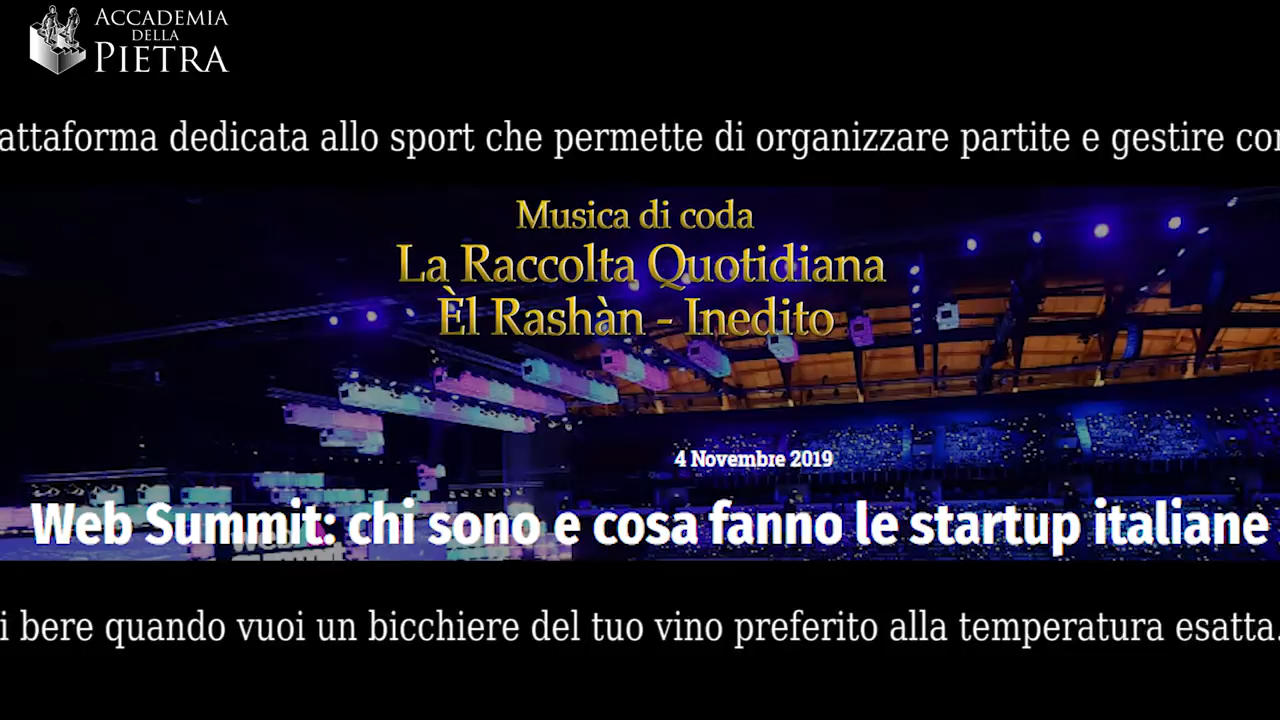 ACCADEMIA
DELLA
PIETRA
attaforma dedicata allo sport che permette di organizzare partite e gestire con
Musica di coda
La Raccolta Quotidiana
Èl Rashàn - Inedito
4 Novembre 2019
Web Summit: chi sono e cosa fanno le startup italiane
i bere quando vuoi un bicchiere del tuo vino preferito alla temperatura esatta.